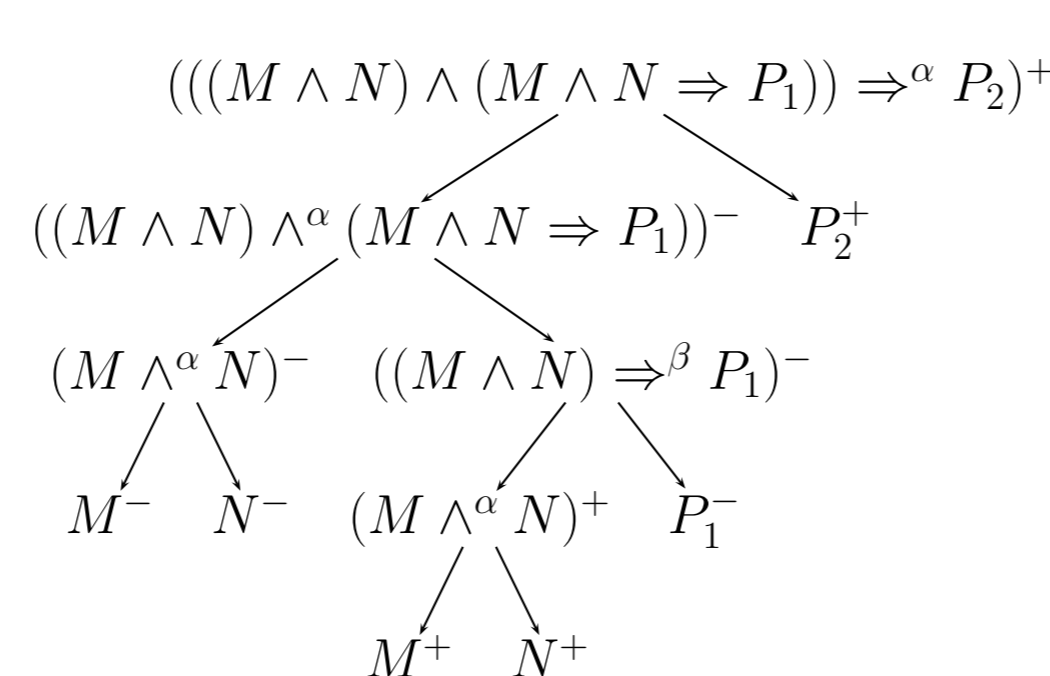 (((M ∧ N) ∧ (M ∧ N ⇒ P₁)) ⇒ᵅ P₂)⁺
((M ∧ N) ∧ᵅ (M ∧ N ⇒ P₁))⁻ P₂⁺
(M ∧ᵅ N)⁻ ((M ∧ N) ⇒ᵝ P₁)⁻
M⁻ N⁻ (M ∧ᵅ N)⁺ P₁⁻
M⁺ N⁺